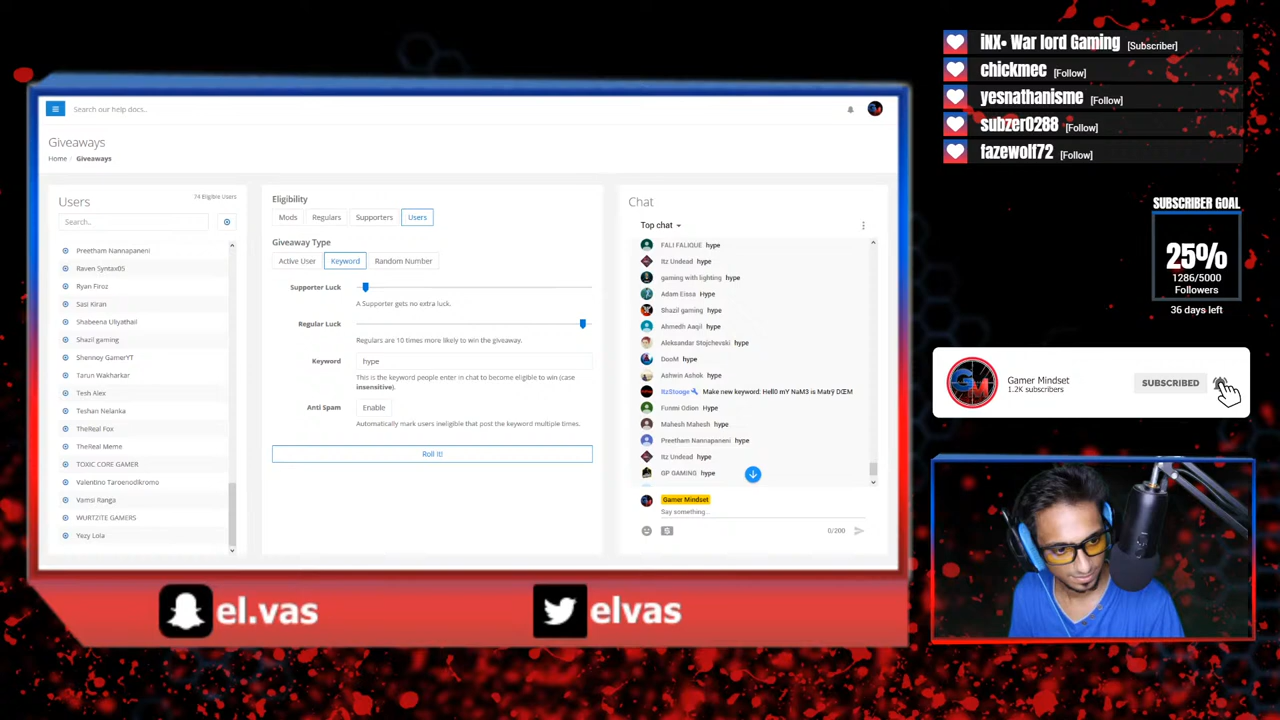 Search our help docs..
Giveaways
Home / Giveaways
Users
74 Eligible Users
Search..
Preetham Nannapaneni
Raven Syntax05
Ryan Firoz
Sasi Kiran
Shabeena Uliyathail
Shazil gaming
Shennoy GamerYT
Tarun Wakharkar
Tesh Alex
Teshan Nelanka
TheReal Fox
TheReal Meme
TOXIC CORE GAMER
Valentino Taroenodikromo
Vamsi Ranga
WURTZITE GAMERS
Yezy Lola
Eligibility
Mods
Regulars
Supporters
Users
Giveaway Type
Active User
Keyword
Random Number
Supporter Luck
A Supporter gets no extra luck.
Regular Luck
Regulars are 10 times more likely to win the giveaway.
Keyword
hype
This is the keyword people enter in chat to become eligible to win (case
insensitive).
Anti Spam
Enable
Automatically mark users ineligible that post the keyword multiple times.
Roll It!
Chat
Top chat
FALI FALIQUE hype
Itz Undead hype
gaming with lighting hype
Adam Eissa Hype
Shazil gaming hype
Ahmedh Aaqil hype
Aleksandar Stojchevski hype
DooM hype
Ashwin Ashok hype
ItzStooge Make new keyword: Hell0 mY NaM3 is Matrÿ DŒM
Funmi Odion Hype
Mahesh Mahesh hype
Preetham Nannapaneni hype
Itz Undead hype
GP GAMING hype
Gamer Mindset
Say something...
0/200
el.vas
elvas
iNX• War lord Gaming [Subscriber]
chickmec [Follow]
yesnathanisme [Follow]
subzer0288 [Follow]
fazewolf72 [Follow]
SUBSCRIBER GOAL
25%
1286/5000
Followers
36 days left
GM
Gamer Mindset
1.2K subscribers
SUBSCRIBED